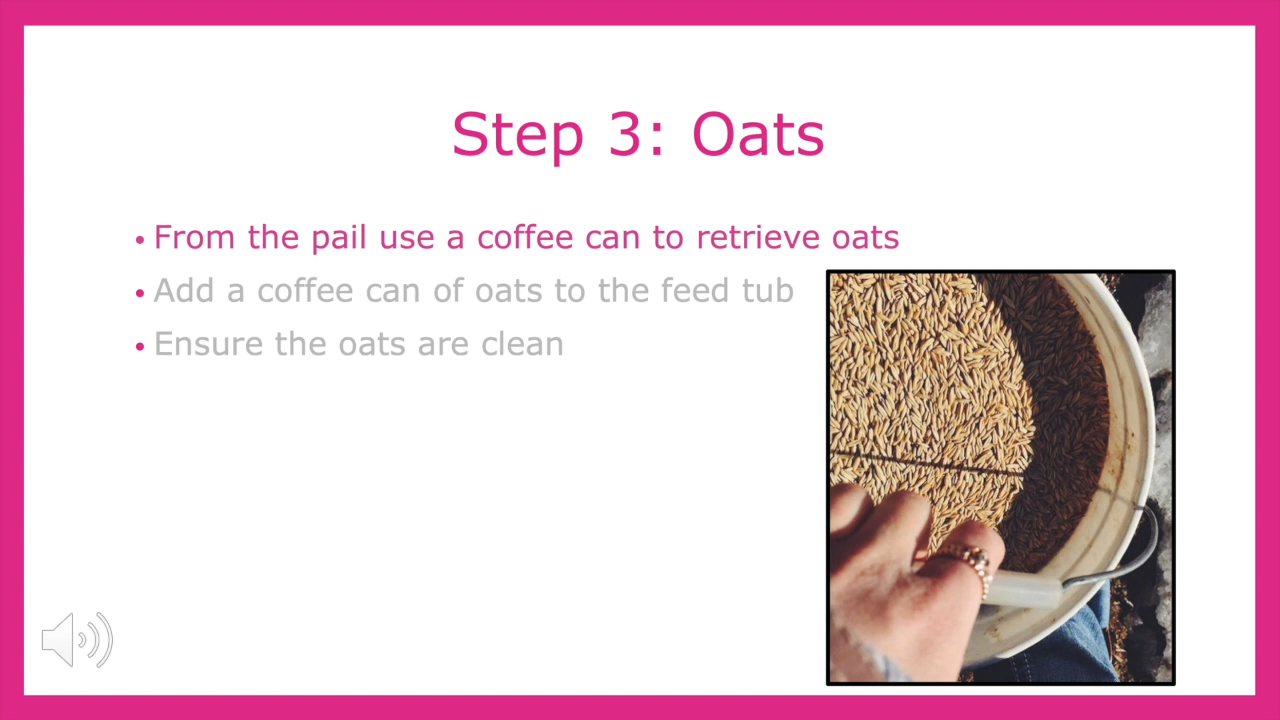 Step 3: Oats
• From the pail use a coffee can to retrieve oats
• Add a coffee can of oats to the feed tub
• Ensure the oats are clean